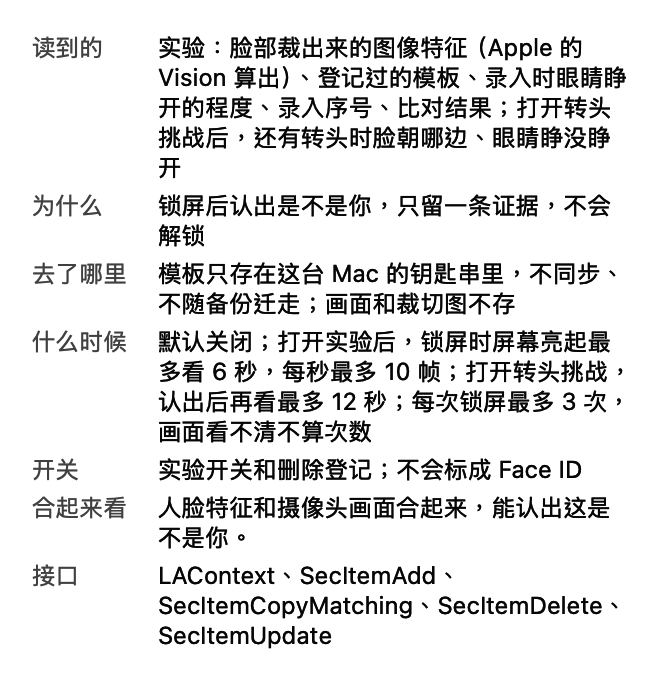 读到的 实验：脸部裁出来的图像特征（Apple 的
Vision 算出）、登记过的模板、录入时眼睛睁
开的程度、录入序号、比对结果；打开转头
挑战后，还有转头时脸朝哪边、眼睛睁没睁
开
为什么 锁屏后认出是不是你，只留一条证据，不会
解锁
去了哪里 模板只存在这台 Mac 的钥匙串里，不同步、
不随备份迁走；画面和裁切图不存
什么时候 默认关闭；打开实验后，锁屏时屏幕亮起最
多看 6 秒，每秒最多 10 帧；打开转头挑战，
认出后再看最多 12 秒；每次锁屏最多 3 次，
画面看不清不算次数
开关 实验开关和删除登记；不会标成 Face ID
合起来看 人脸特征和摄像头画面合起来，能认出这是
不是你。
接口 LAContext、SecItemAdd、
SecItemCopyMatching、SecItemDelete、
SecItemUpdate